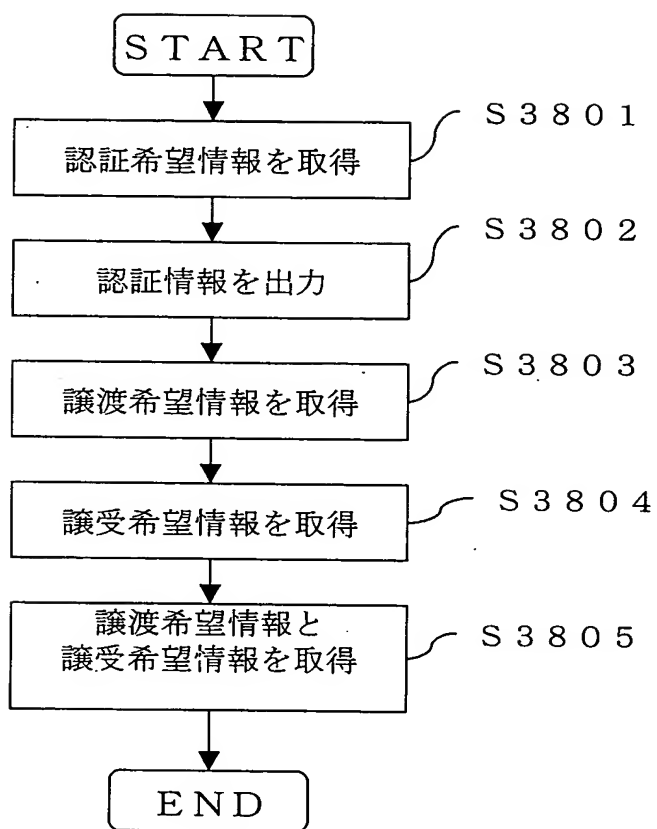 ＳＴＡＲＴ
Ｓ３８０１
認証希望情報を取得
Ｓ３８０２
認証情報を出力
Ｓ３８０３
譲渡希望情報を取得
Ｓ３８０４
譲受希望情報を取得
譲渡希望情報と
譲受希望情報を取得
Ｓ３８０５
ＥＮＤ